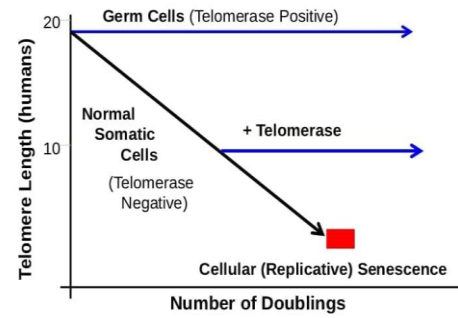 Germ Cells (Telomerase Positive)
20
Telomere Length (humans)
Normal
Somatic
Cells
(Telomerase
Negative)
+ Telomerase
10
Cellular (Replicative) Senescence
Number of Doublings